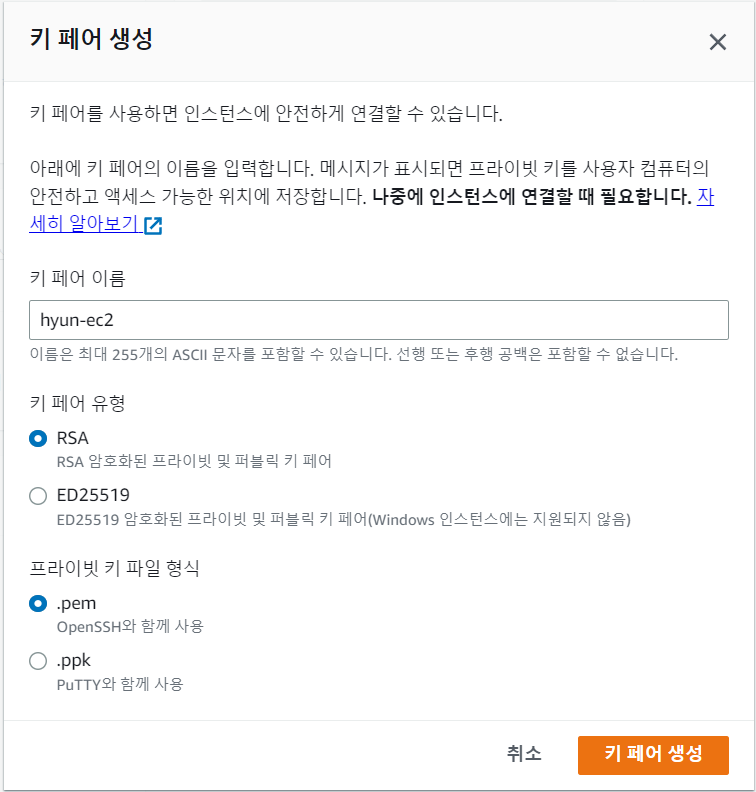 키 페어 생성
키 페어를 사용하면 인스턴스에 안전하게 연결할 수 있습니다.
아래에 키 페어의 이름을 입력합니다. 메시지가 표시되면 프라이빗 키를 사용자 컴퓨터의
안전하고 액세스 가능한 위치에 저장합니다. 나중에 인스턴스에 연결할 때 필요합니다. 자
세히 알아보기
키 페어 이름
hyun-ec2
이름은 최대 255개의 ASCII 문자를 포함할 수 있습니다. 선행 또는 후행 공백은 포함할 수 없습니다.
키 페어 유형
RSA
RSA 암호화된 프라이빗 및 퍼블릭 키 페어
ED25519
ED25519 암호화된 프라이빗 및 퍼블릭 키 페어(Windows 인스턴스에는 지원되지 않음)
프라이빗 키 파일 형식
.pem
OpenSSH와 함께 사용
.ppk
PuTTY와 함께 사용
취소
키 페어 생성